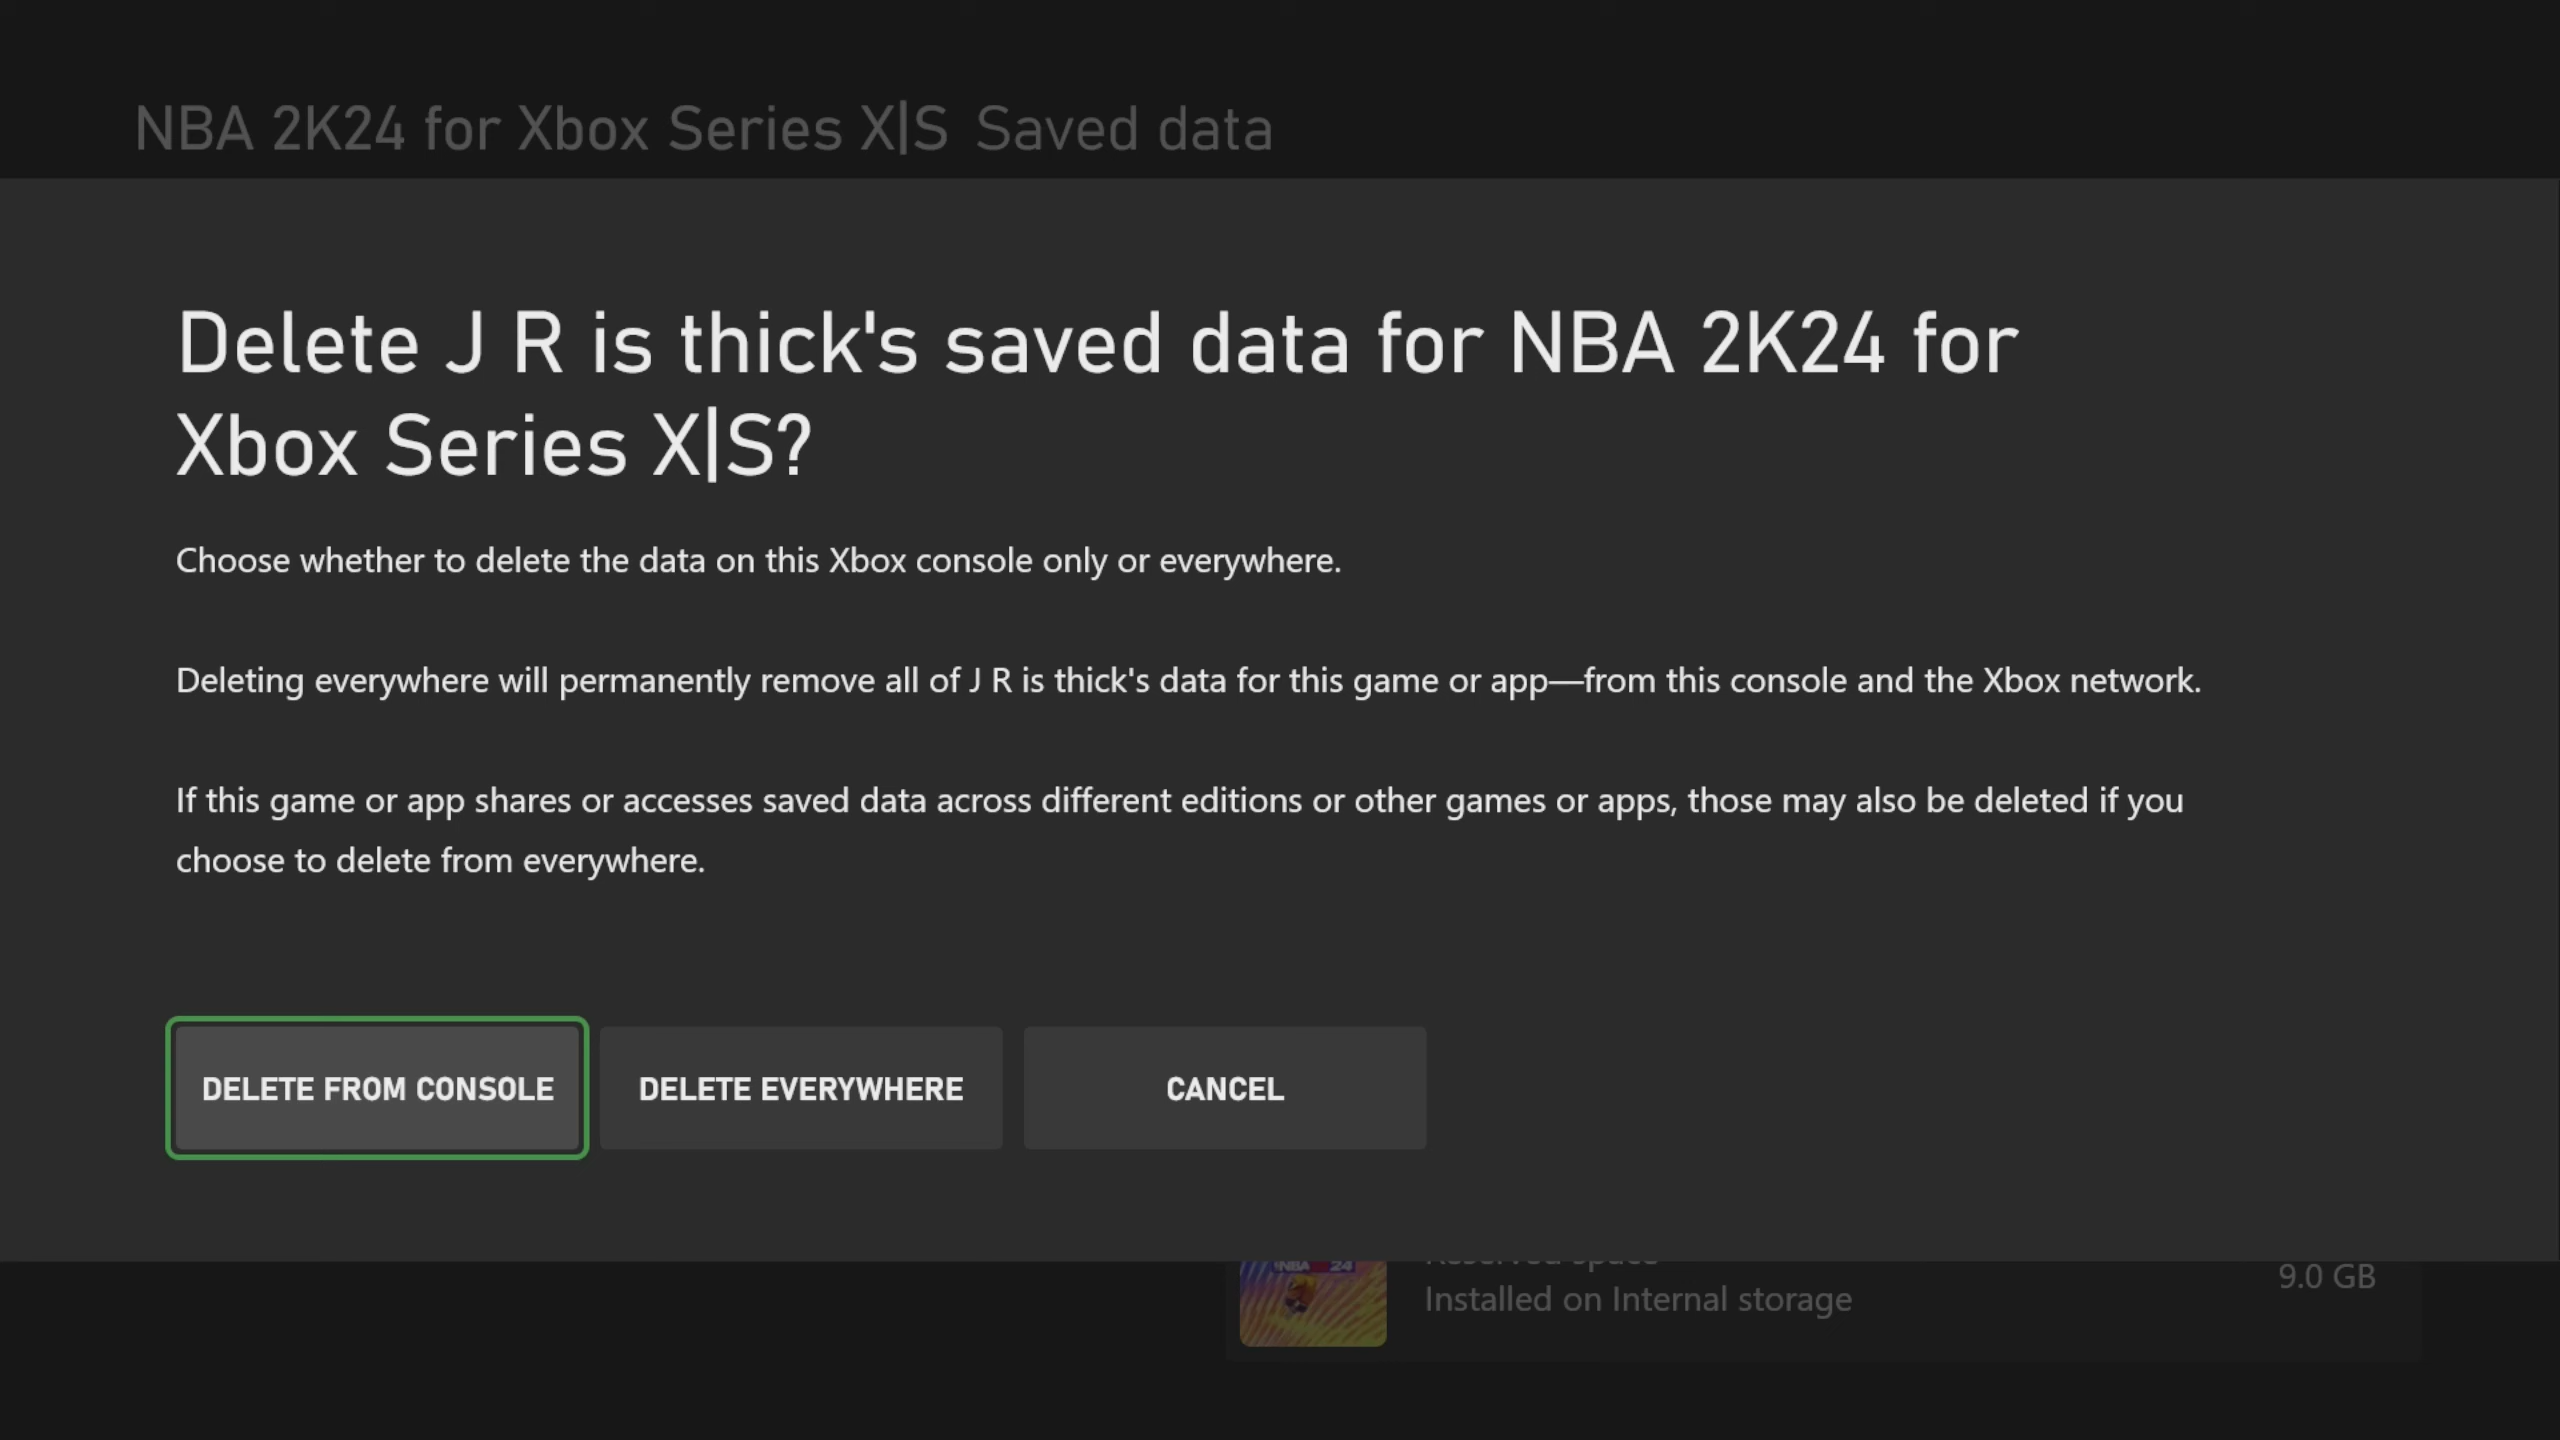 NBA 2K24 for Xbox Series X|S Saved data
Delete J R is thick's saved data for NBA 2K24 for
Xbox Series X|S?
Choose whether to delete the data on this Xbox console only or everywhere.
Deleting everywhere will permanently remove all of J R is thick's data for this game or app—from this console and the Xbox network.
If this game or app shares or accesses saved data across different editions or other games or apps, those may also be deleted if you
choose to delete from everywhere.
DELETE FROM CONSOLE
DELETE EVERYWHERE
CANCEL
NBA 24
Reserved space
Installed on Internal storage
9.0 GB